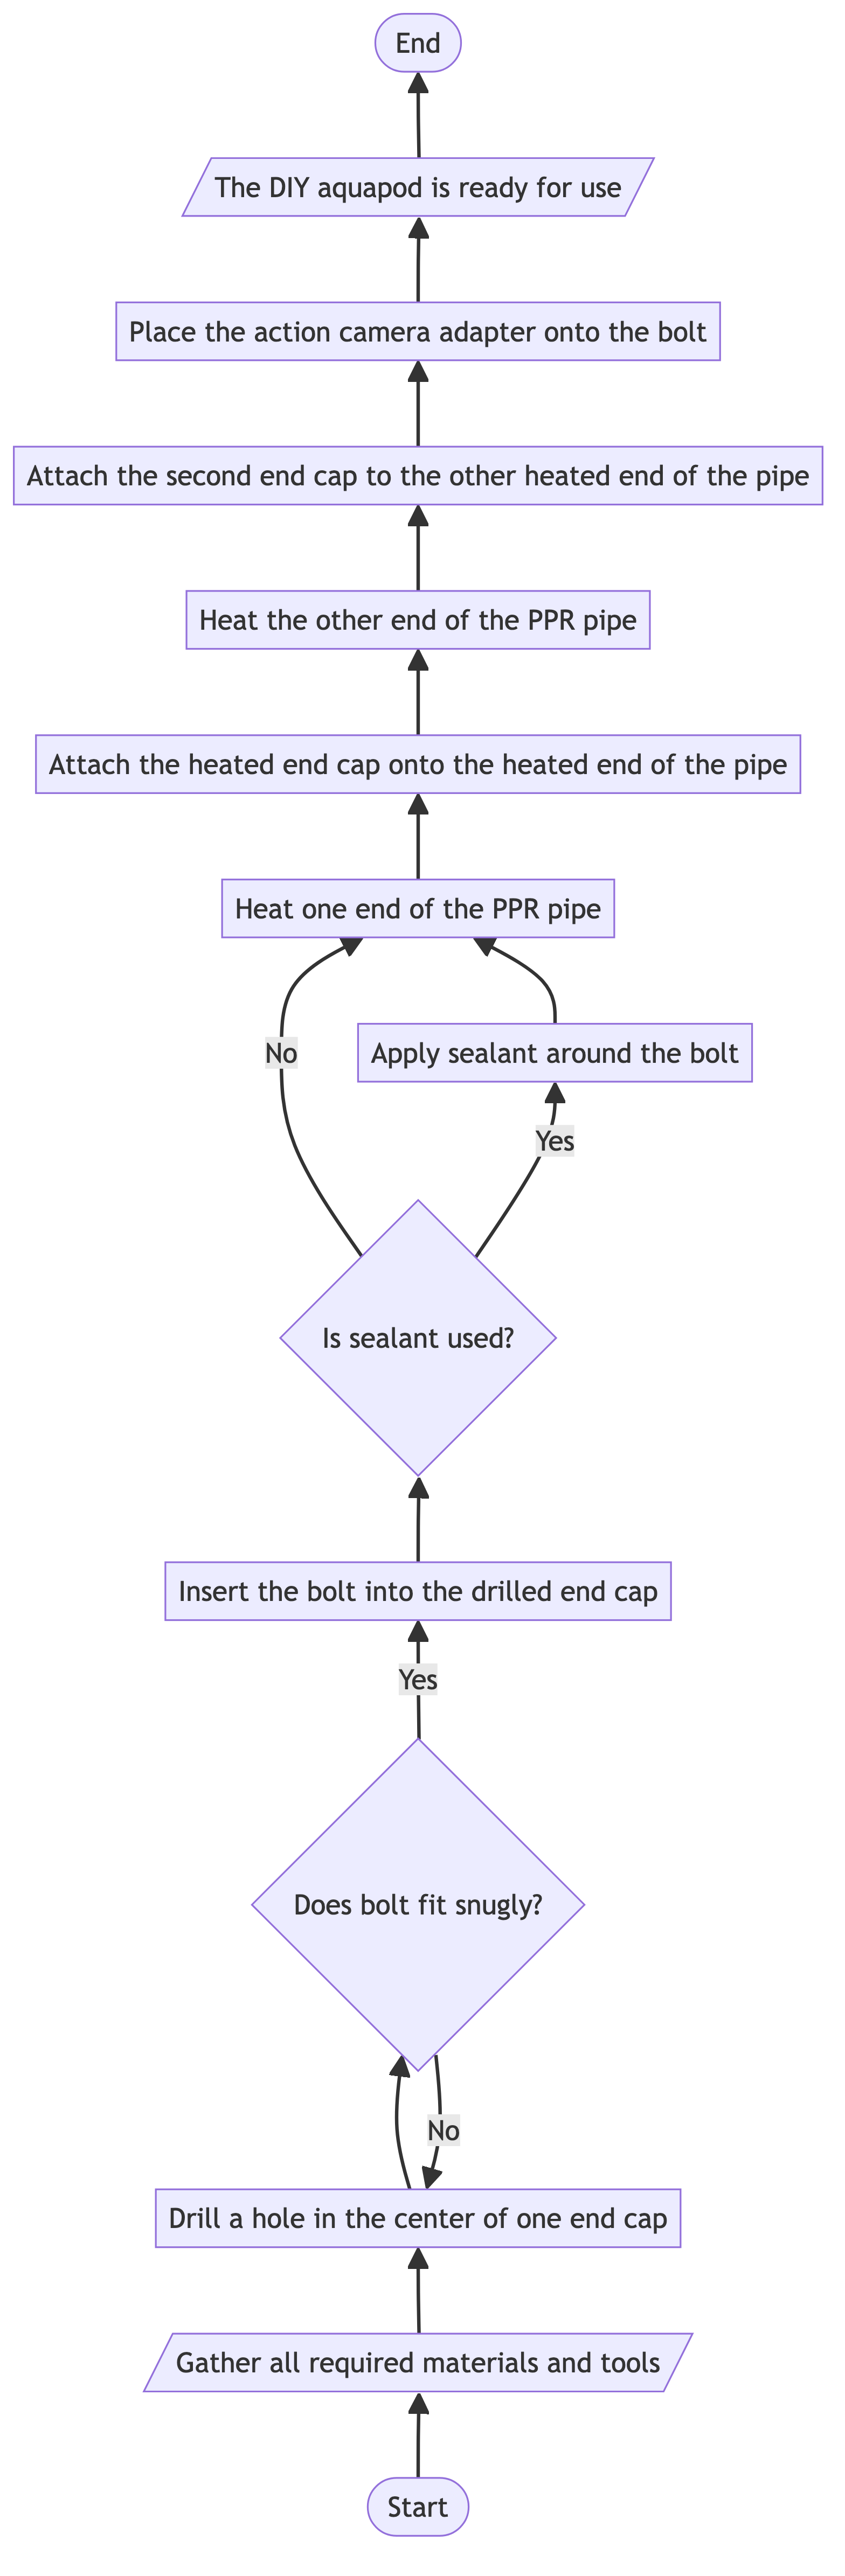 End
The DIY aquapod is ready for use
Place the action camera adapter onto the bolt
Attach the second end cap to the other heated end of the pipe
Heat the other end of the PPR pipe
Attach the heated end cap onto the heated end of the pipe
Heat one end of the PPR pipe
No
Apply sealant around the bolt
Yes
Is sealant used?
Insert the bolt into the drilled end cap
Yes
Does bolt fit snugly?
No
Drill a hole in the center of one end cap
Gather all required materials and tools
Start